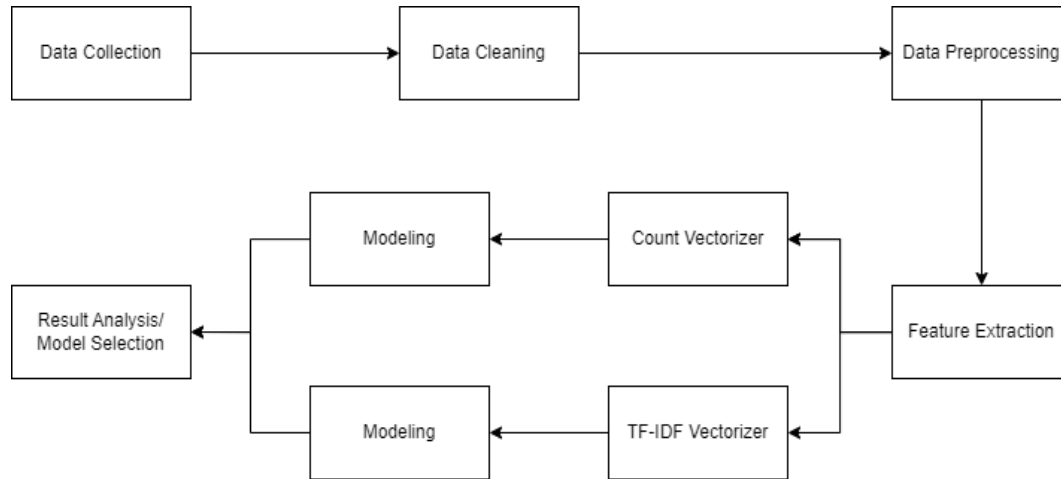 Data Collection
Data Cleaning
Data Preprocessing
Modeling
Count Vectorizer
Result Analysis/
Model Selection
Feature Extraction
Modeling
TF-IDF Vectorizer